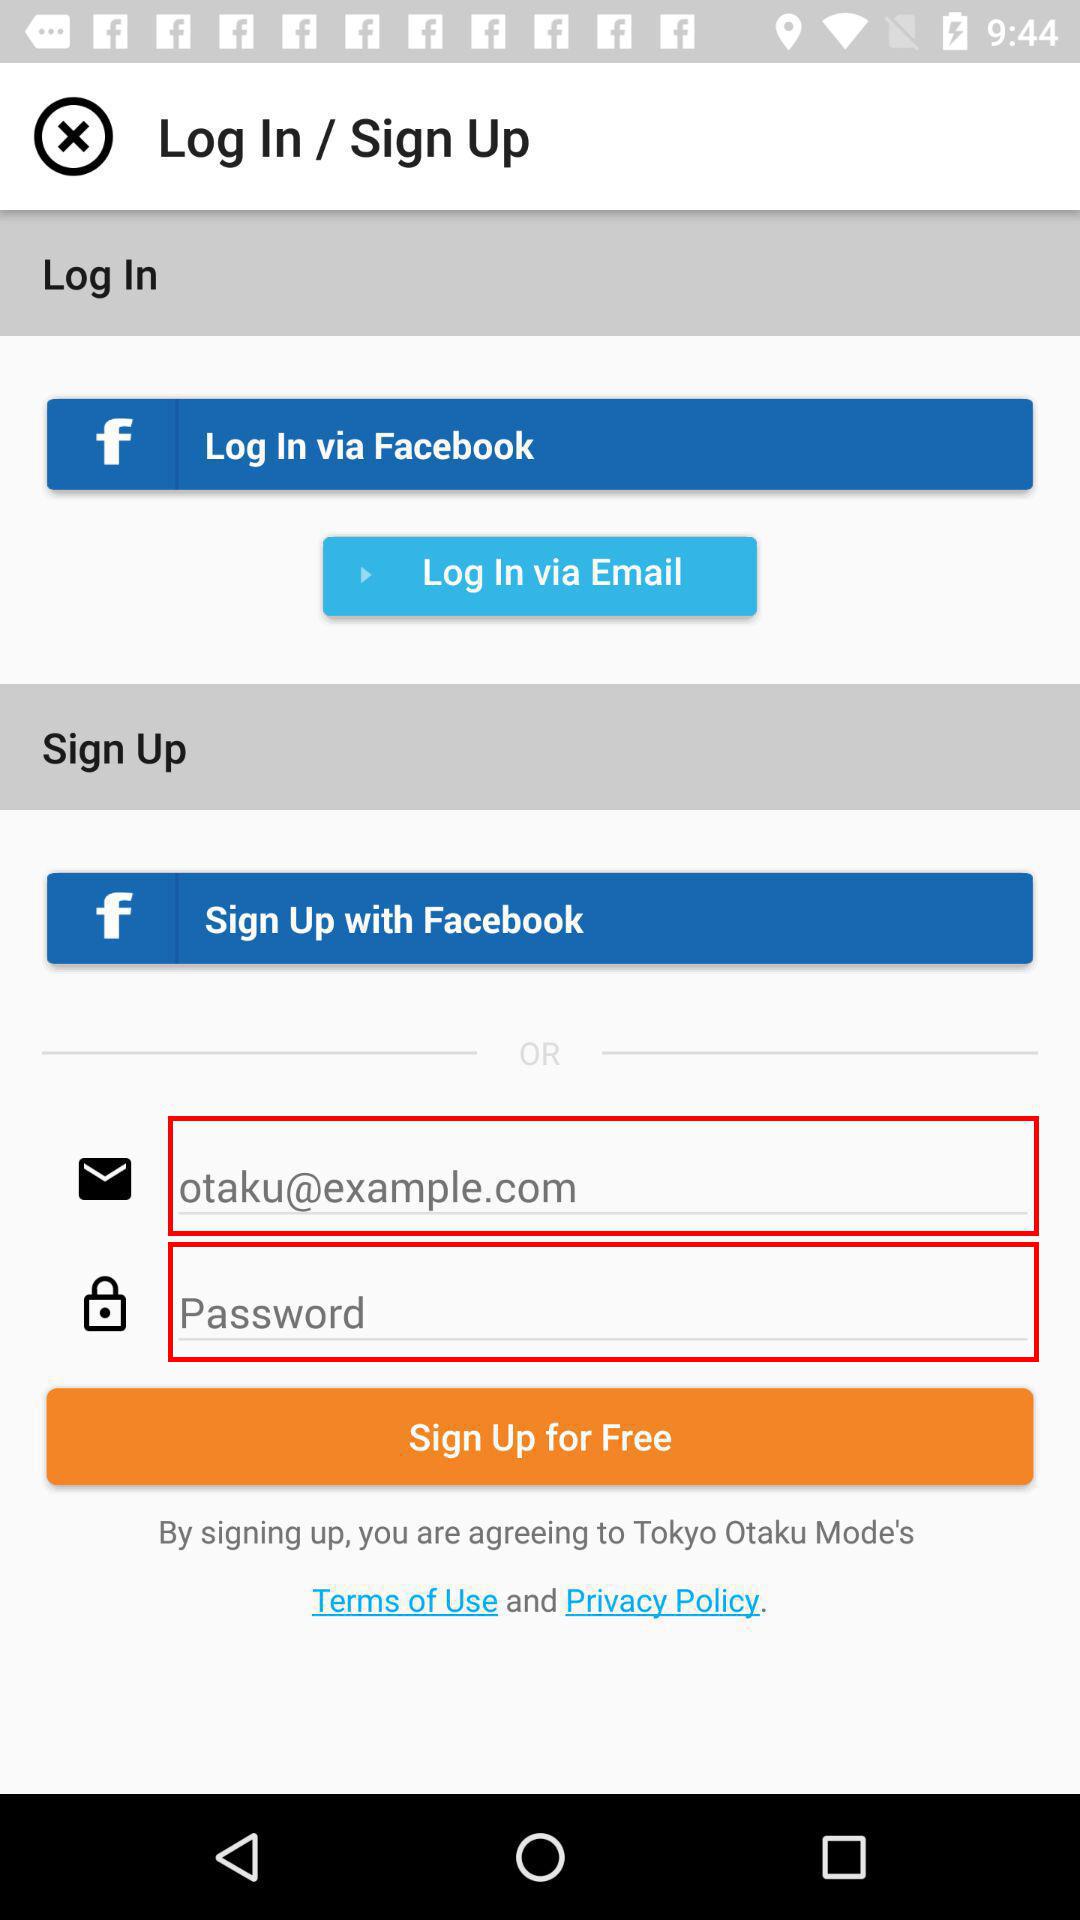 9:44
Log In / Sign Up
Log In
f Log In via Facebook
Log In via Email
Sign Up
f Sign Up with Facebook
OR
otaku@example.com
Password
Sign Up for Free
By signing up, you are agreeing to Tokyo Otaku Mode's
Terms of Use and Privacy Policy.